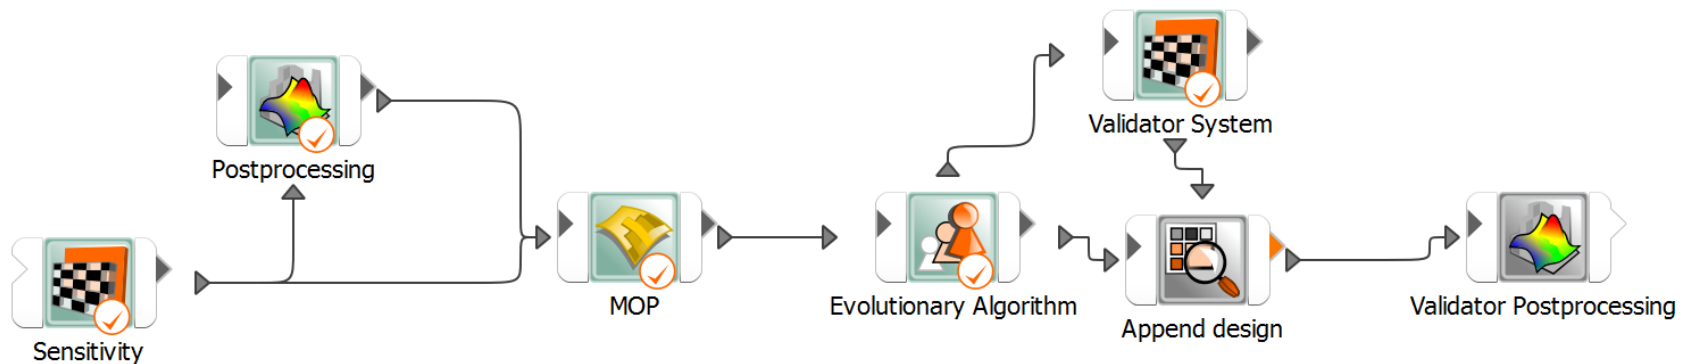 Sensitivity
Postprocessing
MOP
Evolutionary Algorithm
Validator System
Append design
Validator Postprocessing